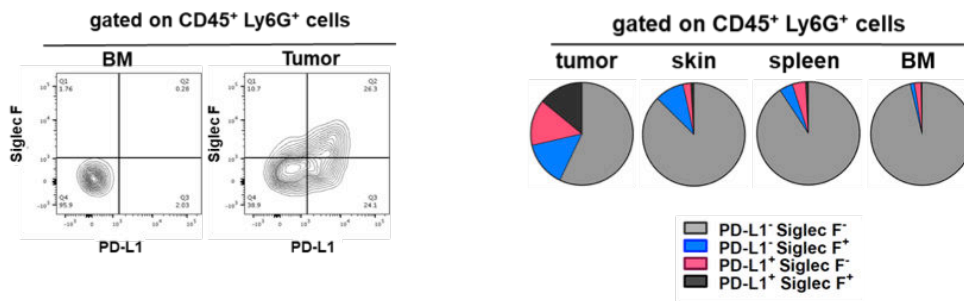 gated on CD45⁺ Ly6G⁺ cells
BM
Tumor
Siglec F
Q1
1.76
Q2
0.28
Q4
95.9
Q3
2.03
Q1
10.7
Q2
26.3
Q4
38.9
Q3
24.1
PD-L1
PD-L1
gated on CD45⁺ Ly6G⁺ cells
tumor skin spleen BM
PD-L1⁻ Siglec F⁻
PD-L1⁻ Siglec F⁺
PD-L1⁺ Siglec F⁻
PD-L1⁺ Siglec F⁺